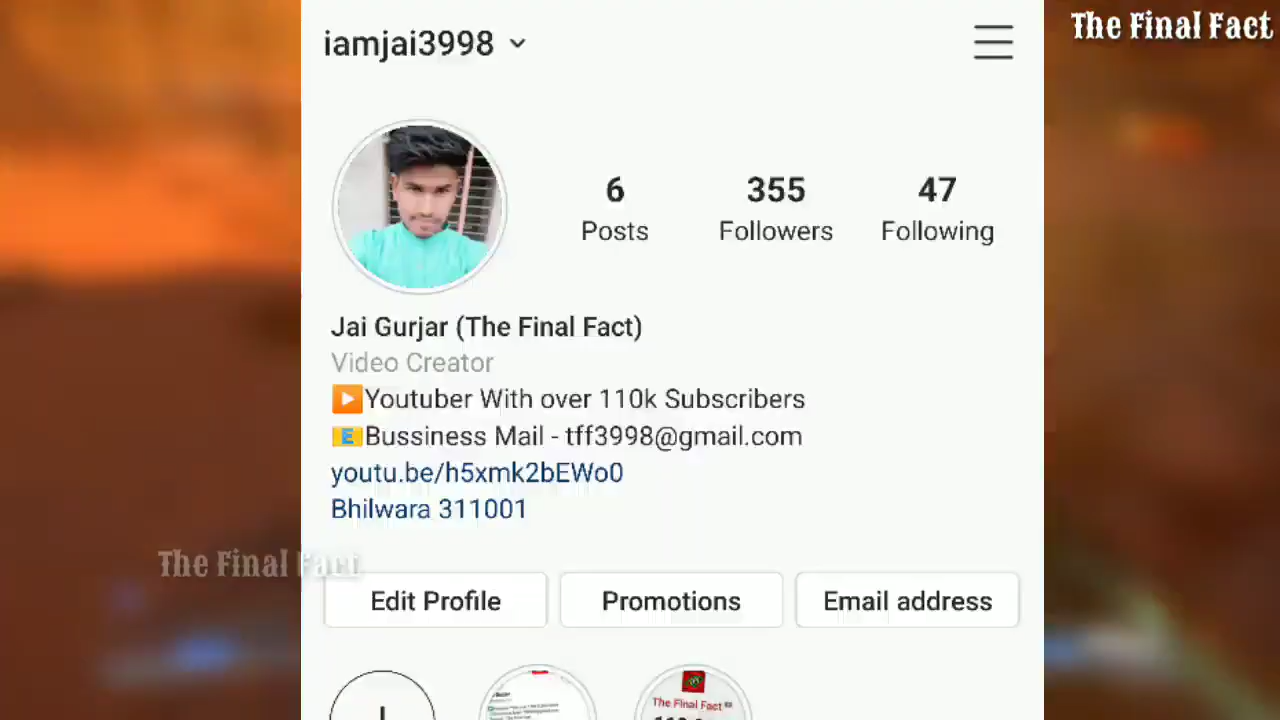 The Final Fact
iamjai3998
6
Posts
355
Followers
47
Following
Jai Gurjar (The Final Fact)
Video Creator
Youtuber With over 110k Subscribers
Bussiness Mail - tff3998@gmail.com
youtu.be/h5xmk2bEWo0
Bhilwara 311001
The Final Fact
Edit Profile
Promotions
Email address
The Final Fact